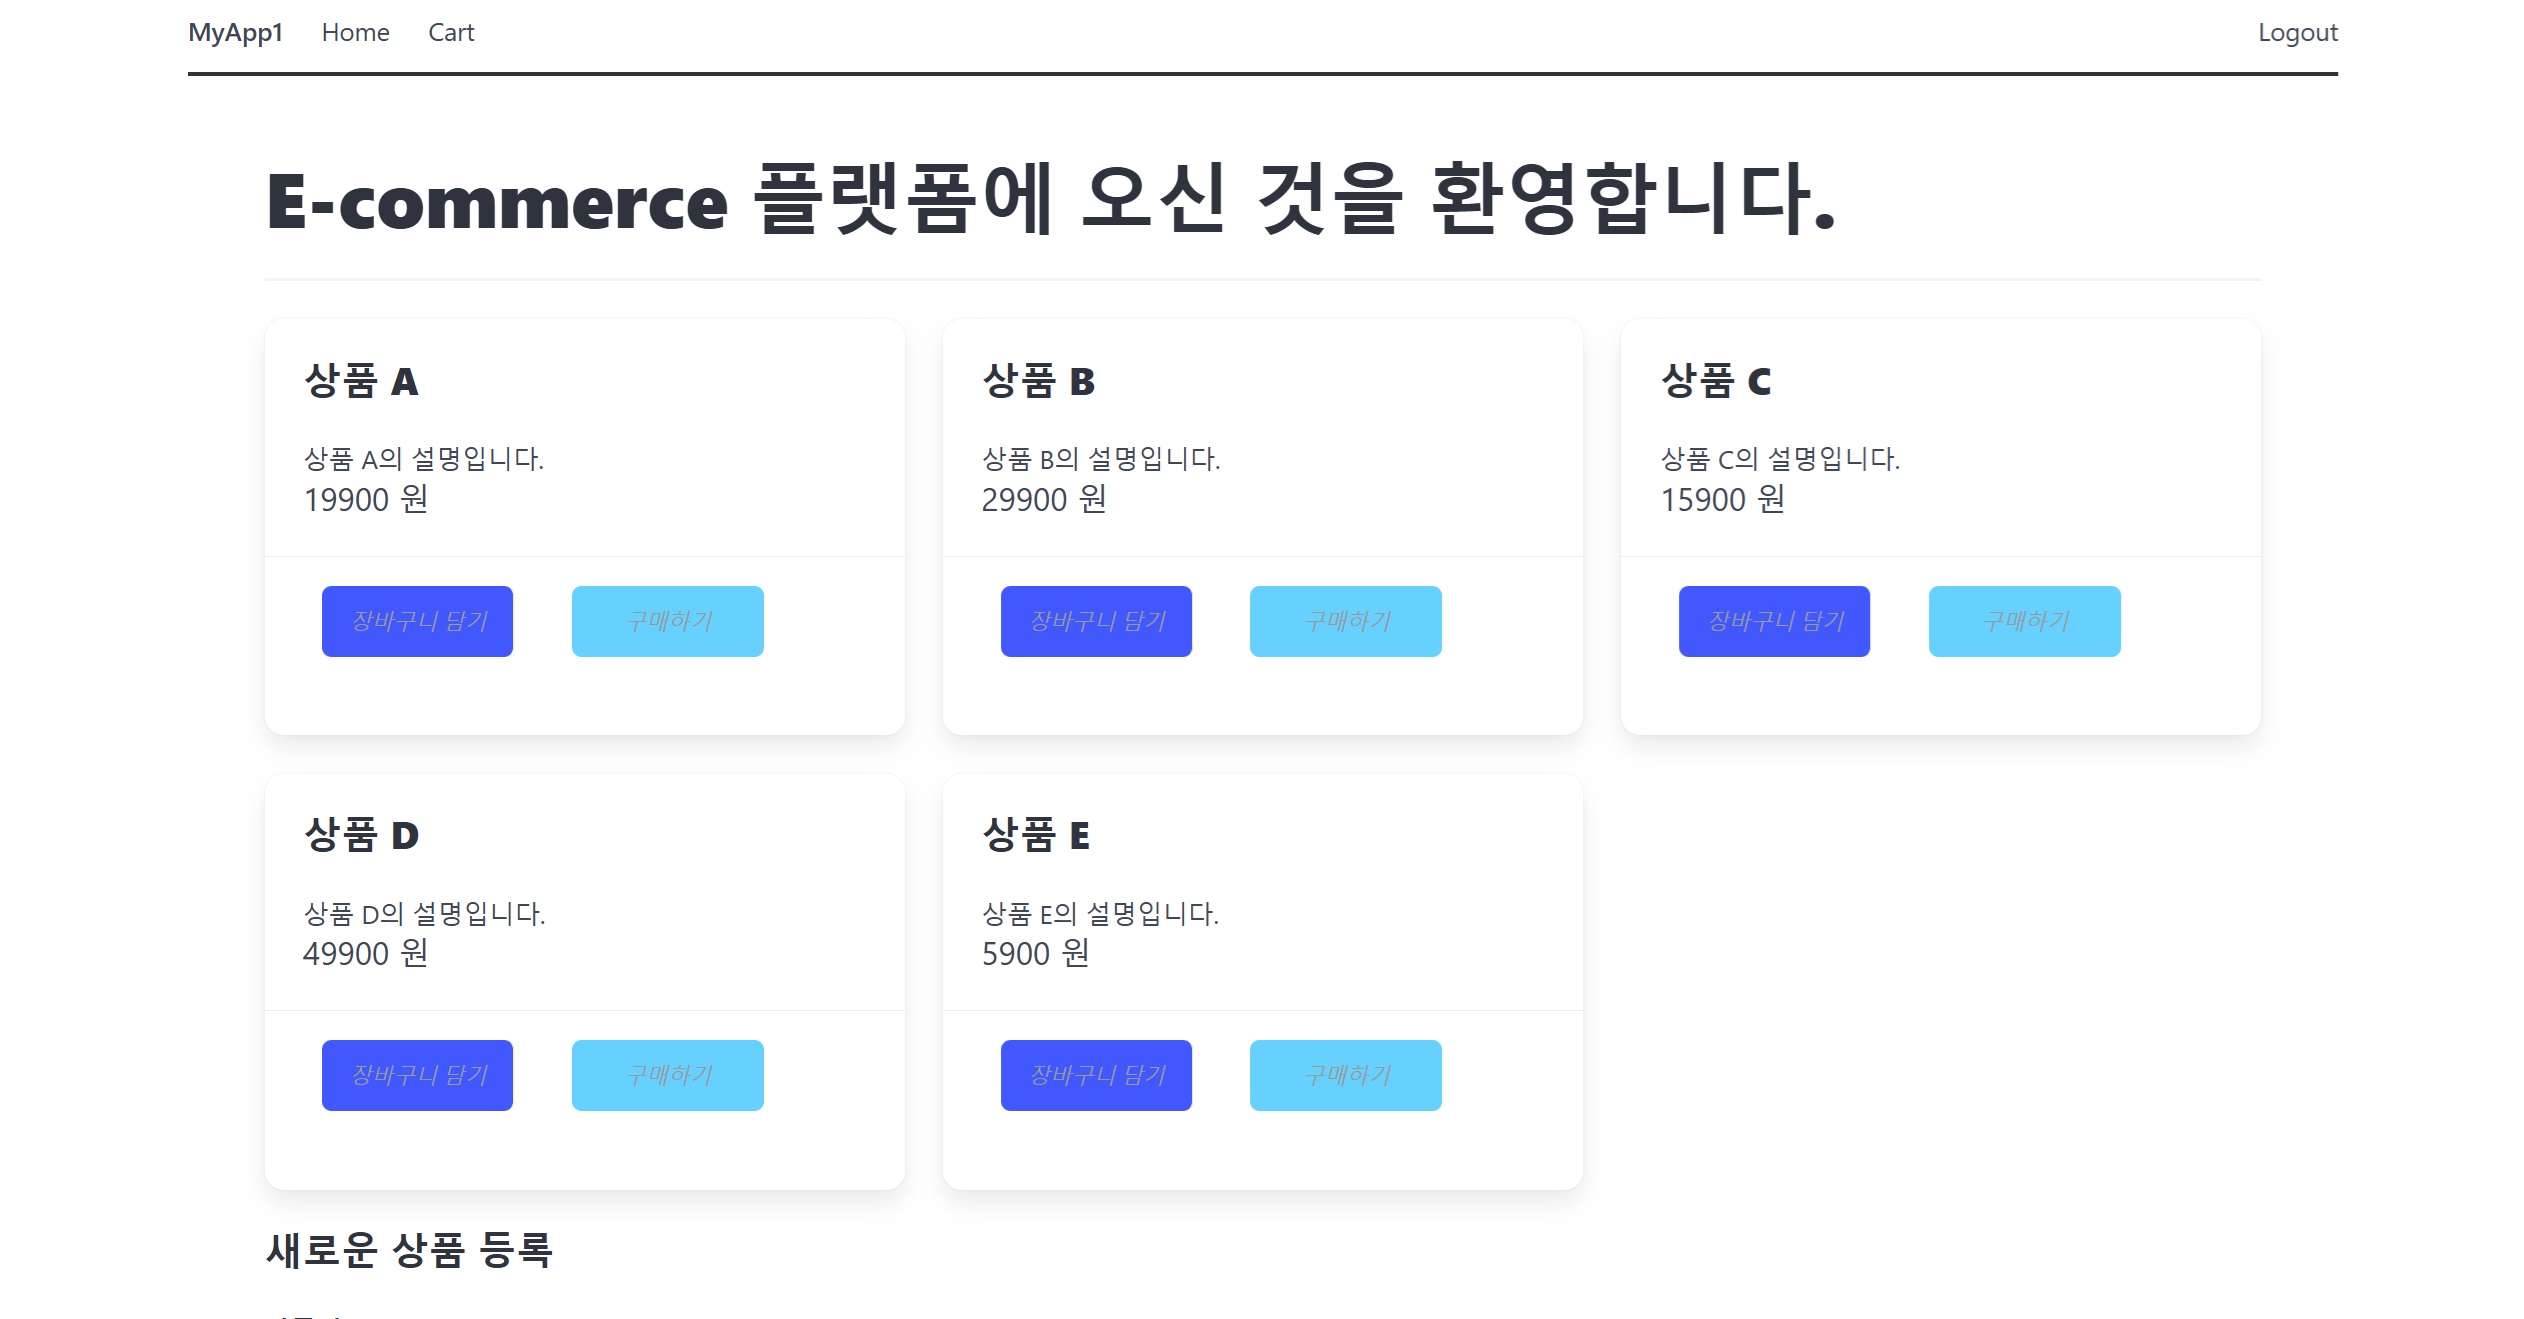 MyApp1 Home Cart Logout
E-commerce 플랫폼에 오신 것을 환영합니다.
상품 A
상품 A의 설명입니다.
19900 원
장바구니 담기 구매하기
상품 B
상품 B의 설명입니다.
29900 원
장바구니 담기 구매하기
상품 C
상품 C의 설명입니다.
15900 원
장바구니 담기 구매하기
상품 D
상품 D의 설명입니다.
49900 원
장바구니 담기 구매하기
상품 E
상품 E의 설명입니다.
5900 원
장바구니 담기 구매하기
새로운 상품 등록